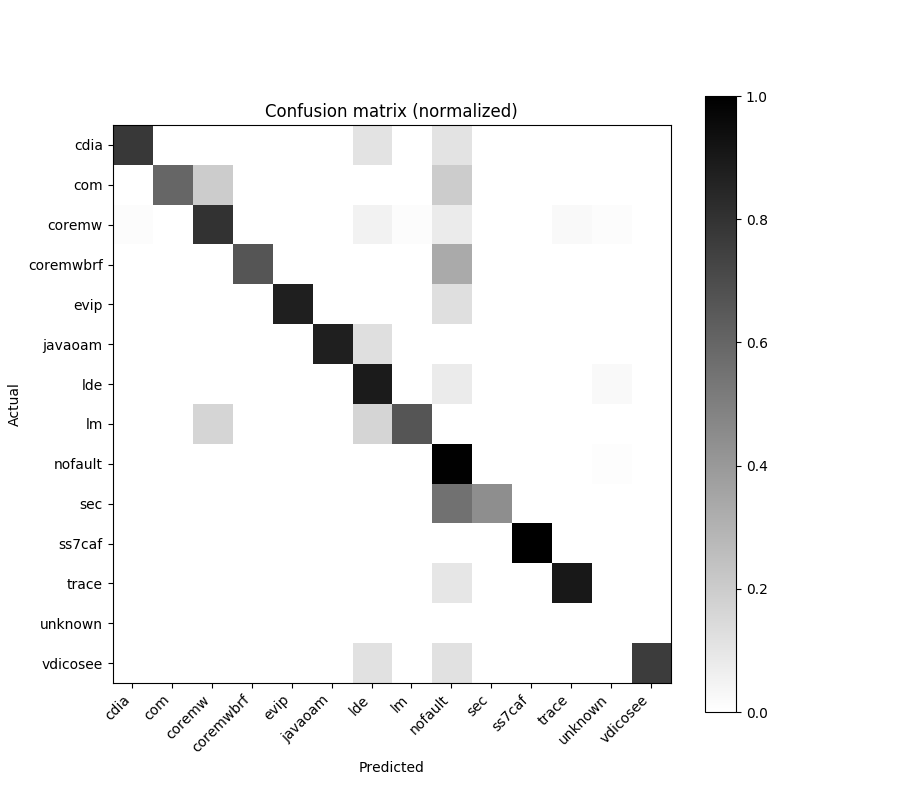 Confusion matrix (normalized)
Actual
cdia
com
coremw
coremwbrf
evip
javaoam
lde
lm
nofault
sec
ss7caf
trace
unknown
vdicosee
cdia
com
coremw
coremwbrf
evip
javaoam
lde
lm
nofault
sec
ss7caf
trace
unknown
vdicosee
Predicted
1.0
0.8
0.6
0.4
0.2
0.0